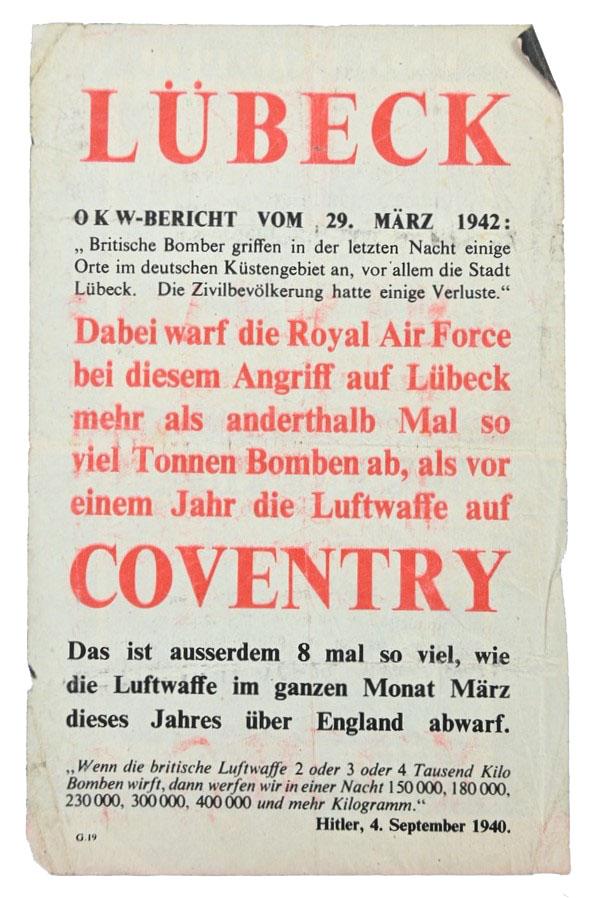 LÜBECK
OKW-BERICHT VOM 29. MÄRZ 1942:
„Britische Bomber griffen in der letzten Nacht einige
Orte im deutschen Küstengebiet an, vor allem die Stadt
Lübeck. Die Zivilbevölkerung hatte einige Verluste.“
Dabei warf die Royal Air Force
bei diesem Angriff auf Lübeck
mehr als anderthalb Mal so
viel Tonnen Bomben ab, als vor
einem Jahr die Luftwaffe auf
COVENTRY
Das ist ausserdem 8 mal so viel, wie
die Luftwaffe im ganzen Monat März
dieses Jahres über England abwarf.
„Wenn die britische Luftwaffe 2 oder 3 oder 4 Tausend Kilo
Bomben wirft, dann werfen wir in einer Nacht 150 000, 180 000,
230 000, 300 000, 400 000 und mehr Kilogramm.“
Hitler, 4. September 1940.
G.19